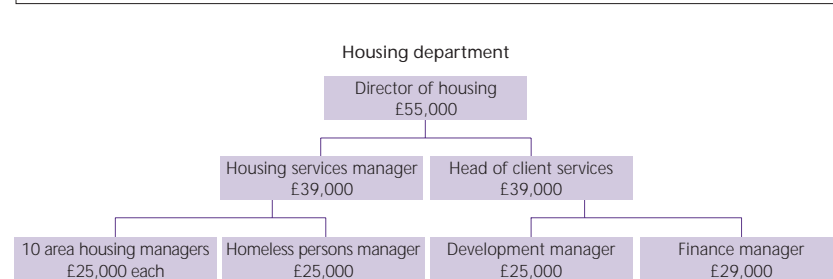 Housing department
Director of housing
£55,000
Housing services manager
£39,000
Head of client services
£39,000
10 area housing managers
£25,000 each
Homeless persons manager
£25,000
Development manager
£25,000
Finance manager
£29,000